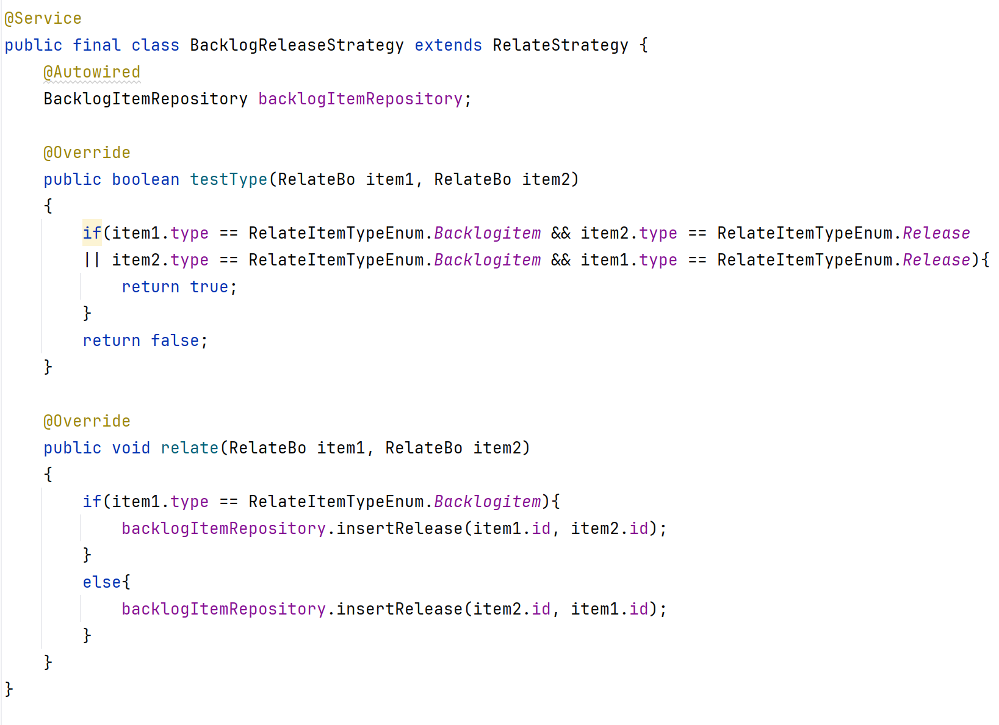 @Service
public final class BacklogReleaseStrategy extends RelateStrategy {
    @Autowired
    BacklogItemRepository backlogItemRepository;

    @Override
    public boolean testType(RelateBo item1, RelateBo item2)
    {
        if(item1.type == RelateItemTypeEnum.Backlogitem && item2.type == RelateItemTypeEnum.Release
        || item2.type == RelateItemTypeEnum.Backlogitem && item1.type == RelateItemTypeEnum.Release){
            return true;
        }
        return false;
    }

    @Override
    public void relate(RelateBo item1, RelateBo item2)
    {
        if(item1.type == RelateItemTypeEnum.Backlogitem){
            backlogItemRepository.insertRelease(item1.id, item2.id);
        }
        else{
            backlogItemRepository.insertRelease(item2.id, item1.id);
        }
    }
}